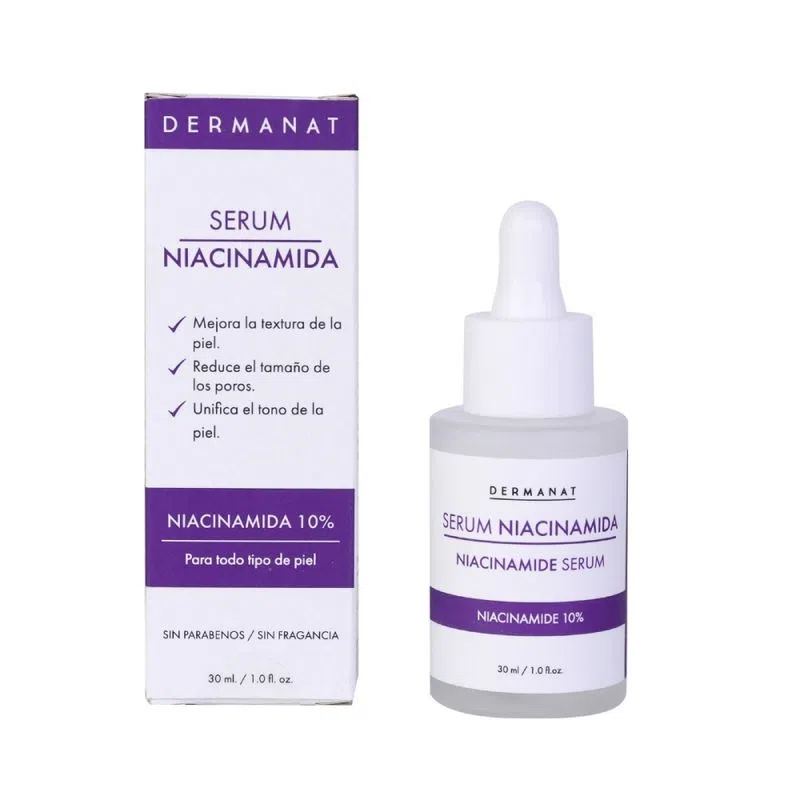 DERMANAT
SERUM
NIACINAMIDA
Mejora la textura de la
piel.
Reduce el tamaño de
los poros.
Unifica el tono de la
piel.
NIACINAMIDA 10%
Para todo tipo de piel
SIN PARABENOS / SIN FRAGANCIA
30 ml. / 1.0 fl. oz.
DERMANAT
SERUM NIACINAMIDA
NIACINAMIDE SERUM
NIACINAMIDE 10%
30 ml / 1.0 fl.oz.